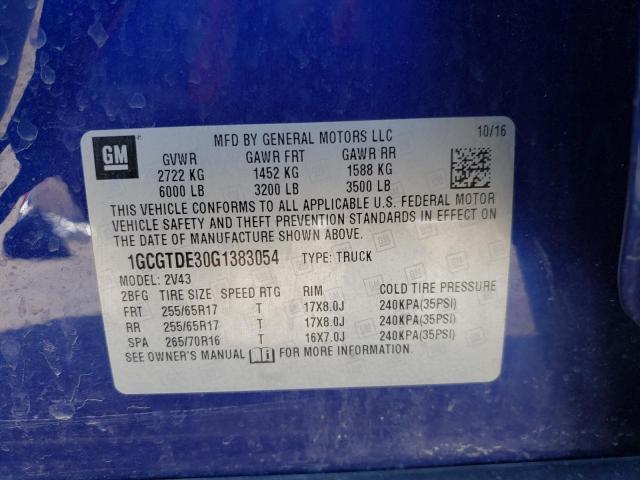 MFD BY GENERAL MOTORS LLC 10/16
GM
GVWR GAWR FRT GAWR RR
2722 KG 1452 KG 1588 KG
6000 LB 3200 LB 3500 LB
THIS VEHICLE CONFORMS TO ALL APPLICABLE U.S. FEDERAL MOTOR
VEHICLE SAFETY AND THEFT PREVENTION STANDARDS IN EFFECT ON
THE DATE OF MANUFACTURE SHOWN ABOVE.
1GCGTDE30G1383054 TYPE: TRUCK
MODEL: 2V43
2BFG TIRE SIZE SPEED RTG RIM COLD TIRE PRESSURE
FRT 255/65R17 T 17X8.0J 240KPA(35PSI)
RR 255/65R17 T 17X8.0J 240KPA(35PSI)
SPA 265/70R16 T 16X7.0J 240KPA(35PSI)
SEE OWNER'S MANUAL FOR MORE INFORMATION.